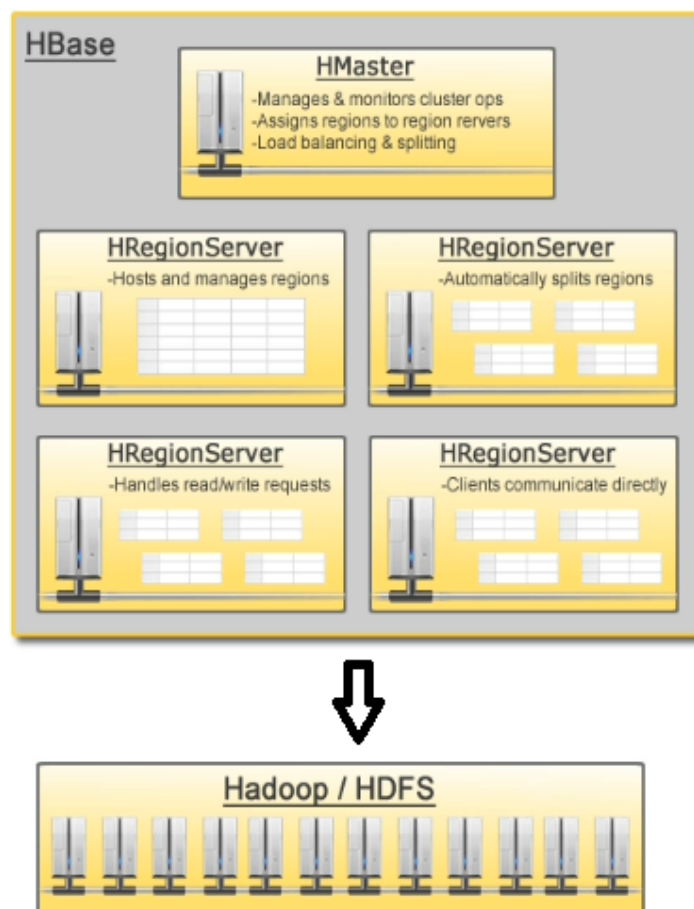 HBase
HMaster
-Manages & monitors cluster ops
-Assigns regions to region rervers
-Load balancing & splitting
HRegionServer
-Hosts and manages regions
HRegionServer
-Automatically splits regions
HRegionServer
-Handles read/write requests
HRegionServer
-Clients communicate directly
Hadoop / HDFS